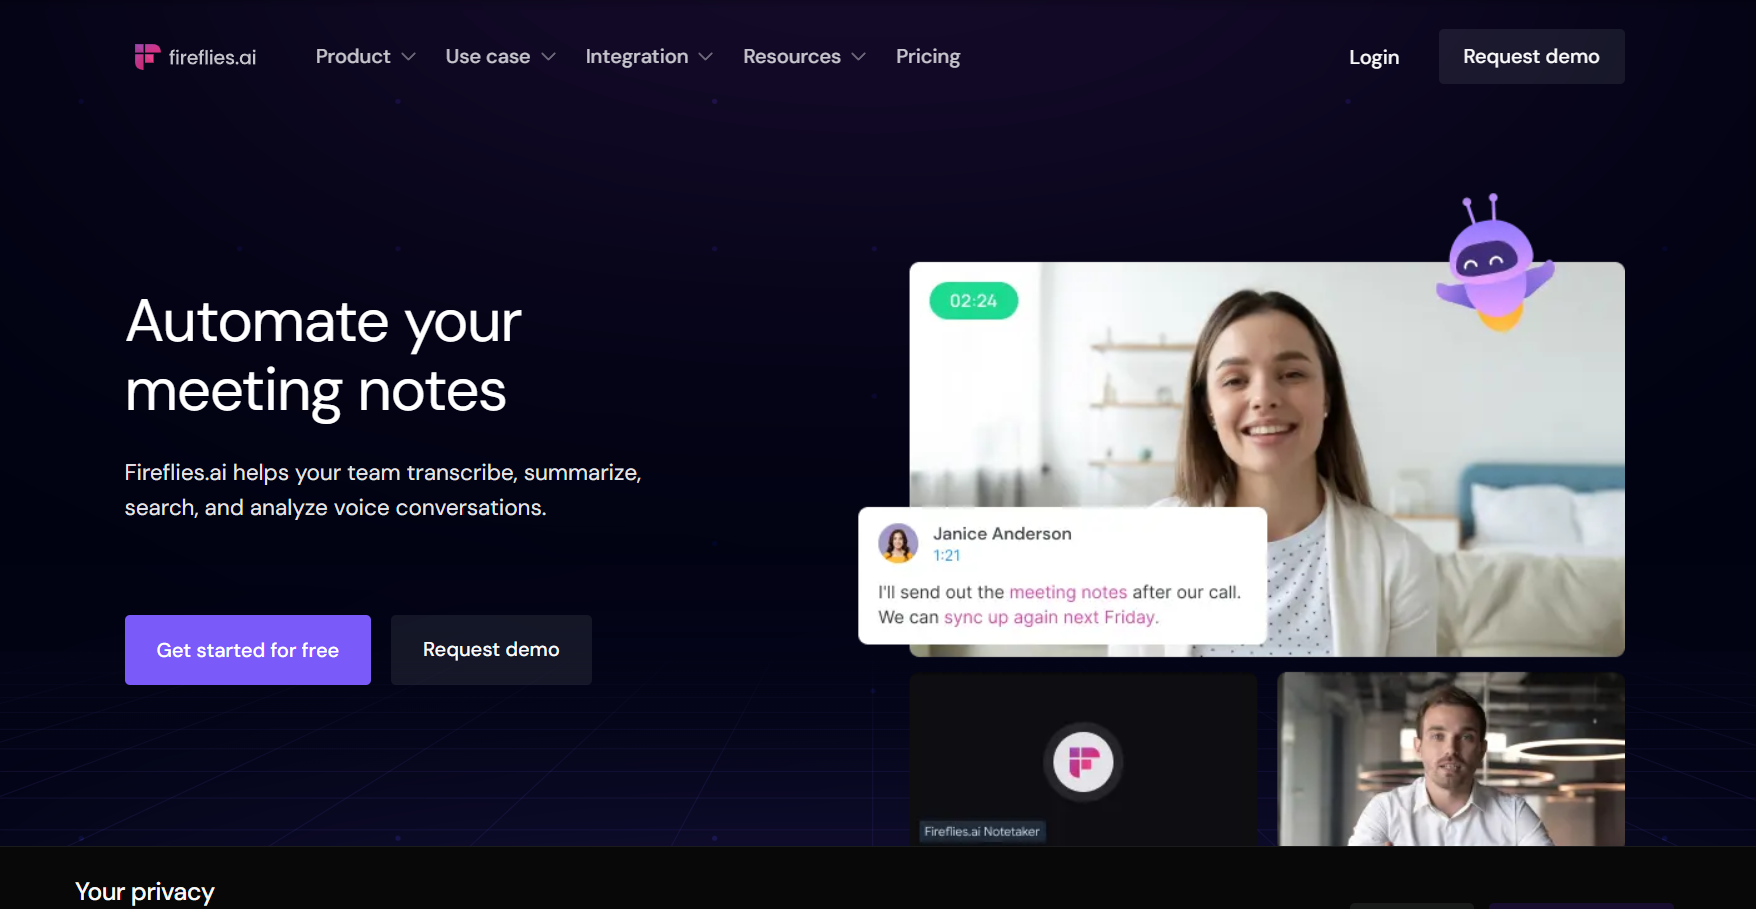 fireflies.ai
Product
Use case
Integration
Resources
Pricing
Login
Request demo
Automate your
meeting notes
Fireflies.ai helps your team transcribe, summarize,
search, and analyze voice conversations.
Get started for free
Request demo
02:24
Janice Anderson
1:21
I'll send out the meeting notes after our call.
We can sync up again next Friday.
Fireflies.ai Notetaker
Your privacy